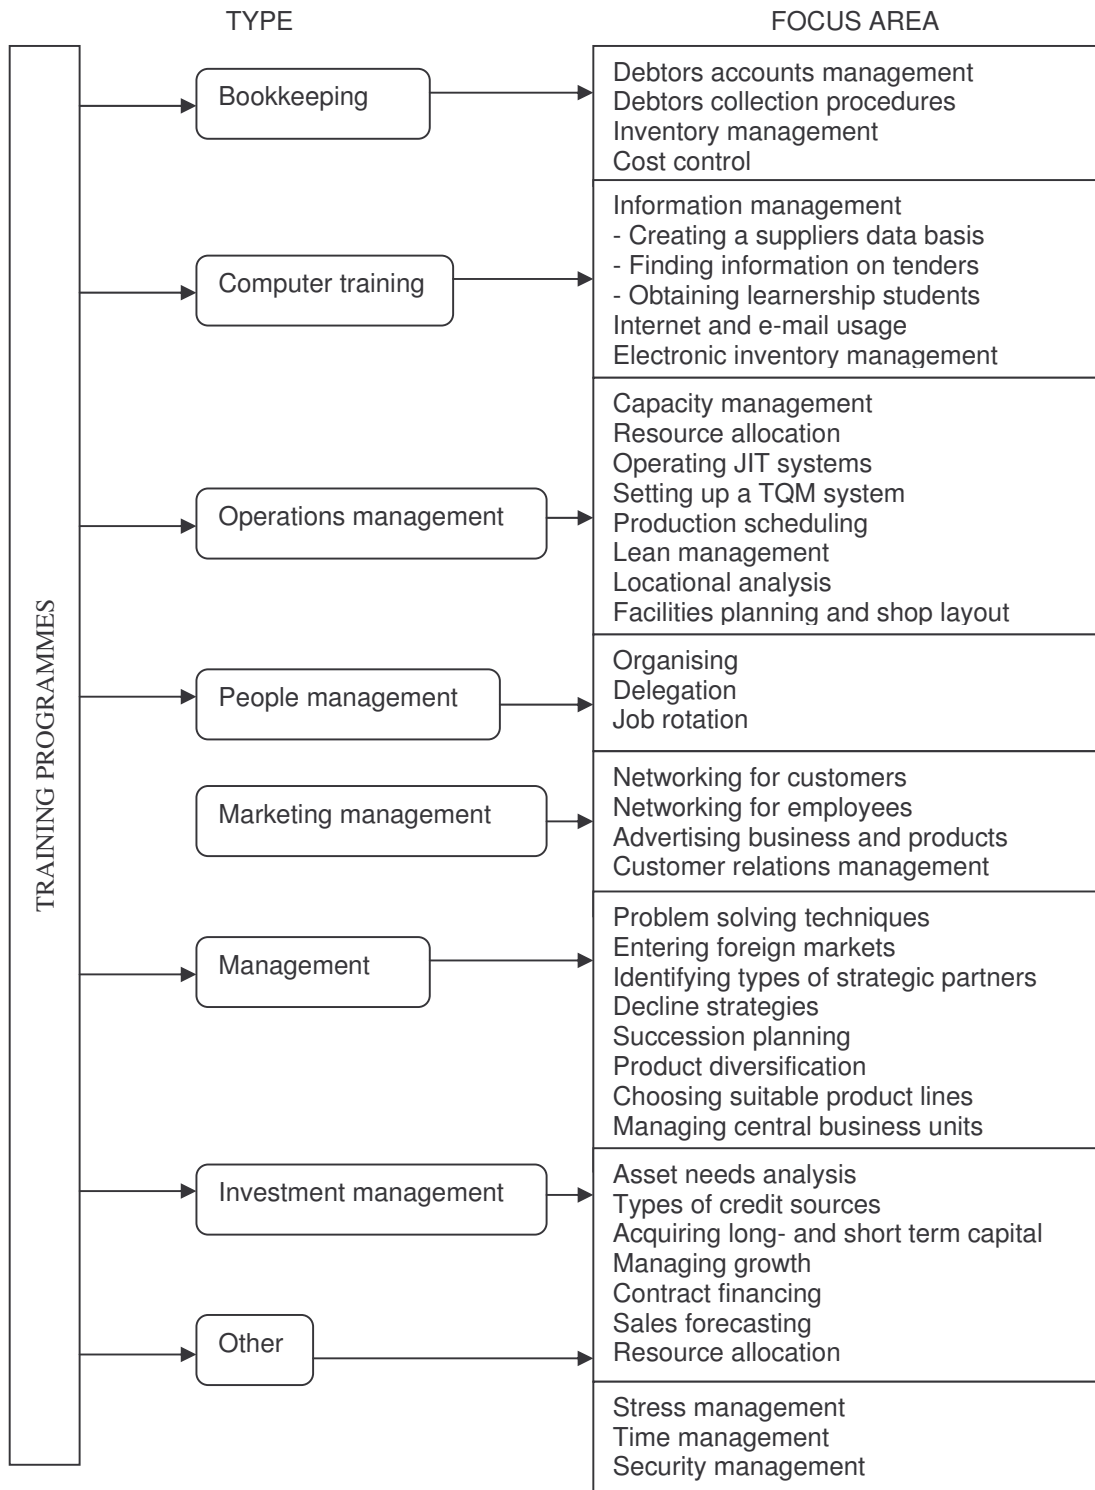 TYPE
FOCUS AREA
TRAINING PROGRAMMES
Bookkeeping
Debtors accounts management
Debtors collection procedures
Inventory management
Cost control
Computer training
Information management
- Creating a suppliers data basis
- Finding information on tenders
- Obtaining learnership students
Internet and e-mail usage
Electronic inventory management
Operations management
Capacity management
Resource allocation
Operating JIT systems
Setting up a TQM system
Production scheduling
Lean management
Locational analysis
Facilities planning and shop layout
People management
Organising
Delegation
Job rotation
Marketing management
Networking for customers
Networking for employees
Advertising business and products
Customer relations management
Management
Problem solving techniques
Entering foreign markets
Identifying types of strategic partners
Decline strategies
Succession planning
Product diversification
Choosing suitable product lines
Managing central business units
Investment management
Asset needs analysis
Types of credit sources
Acquiring long- and short term capital
Managing growth
Contract financing
Sales forecasting
Resource allocation
Other
Stress management
Time management
Security management